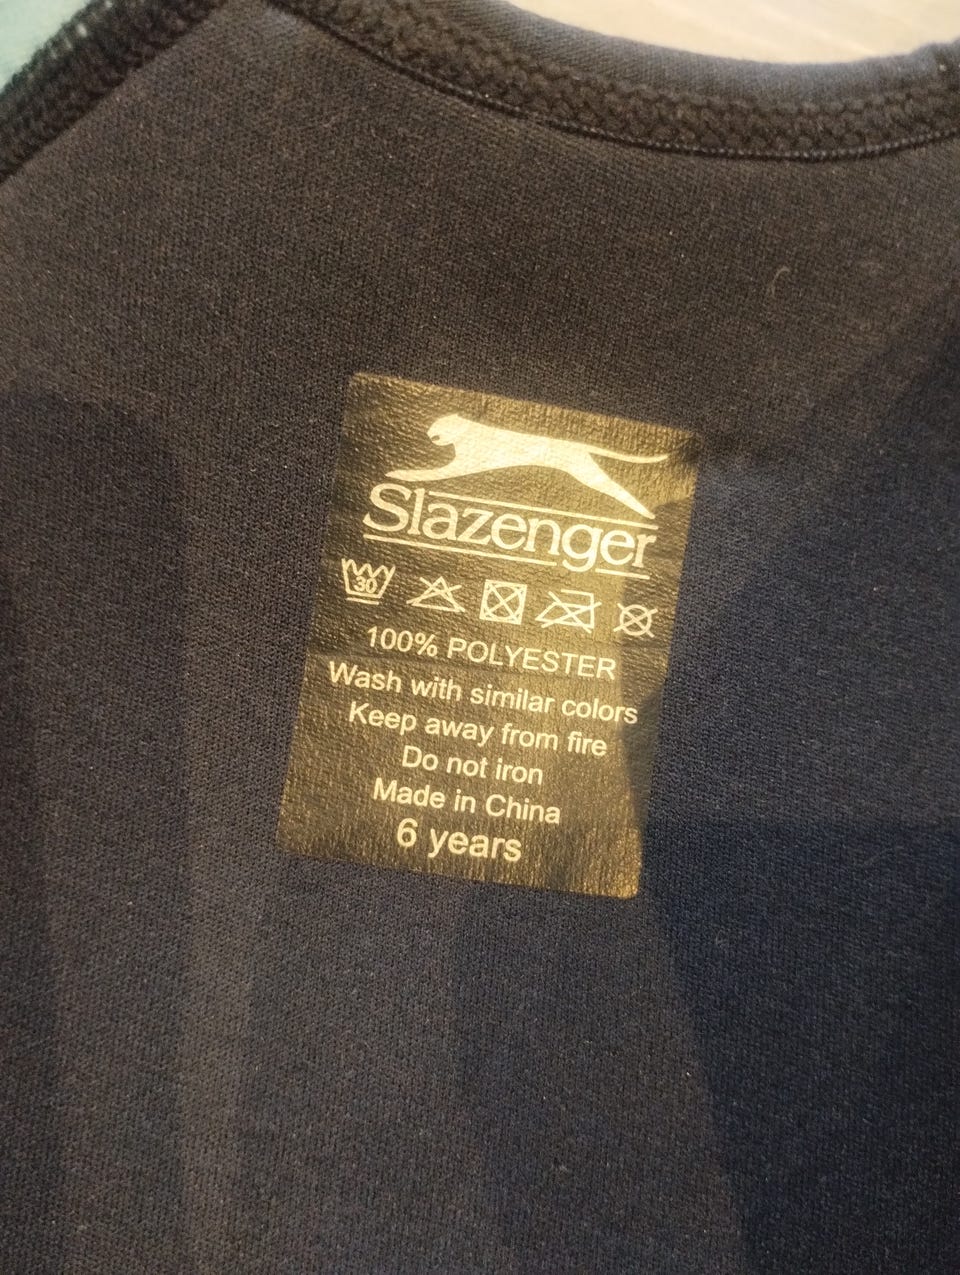 Slazenger
30
100% POLYESTER
Wash with similar colors
Keep away from fire
Do not iron
Made in China
6 years